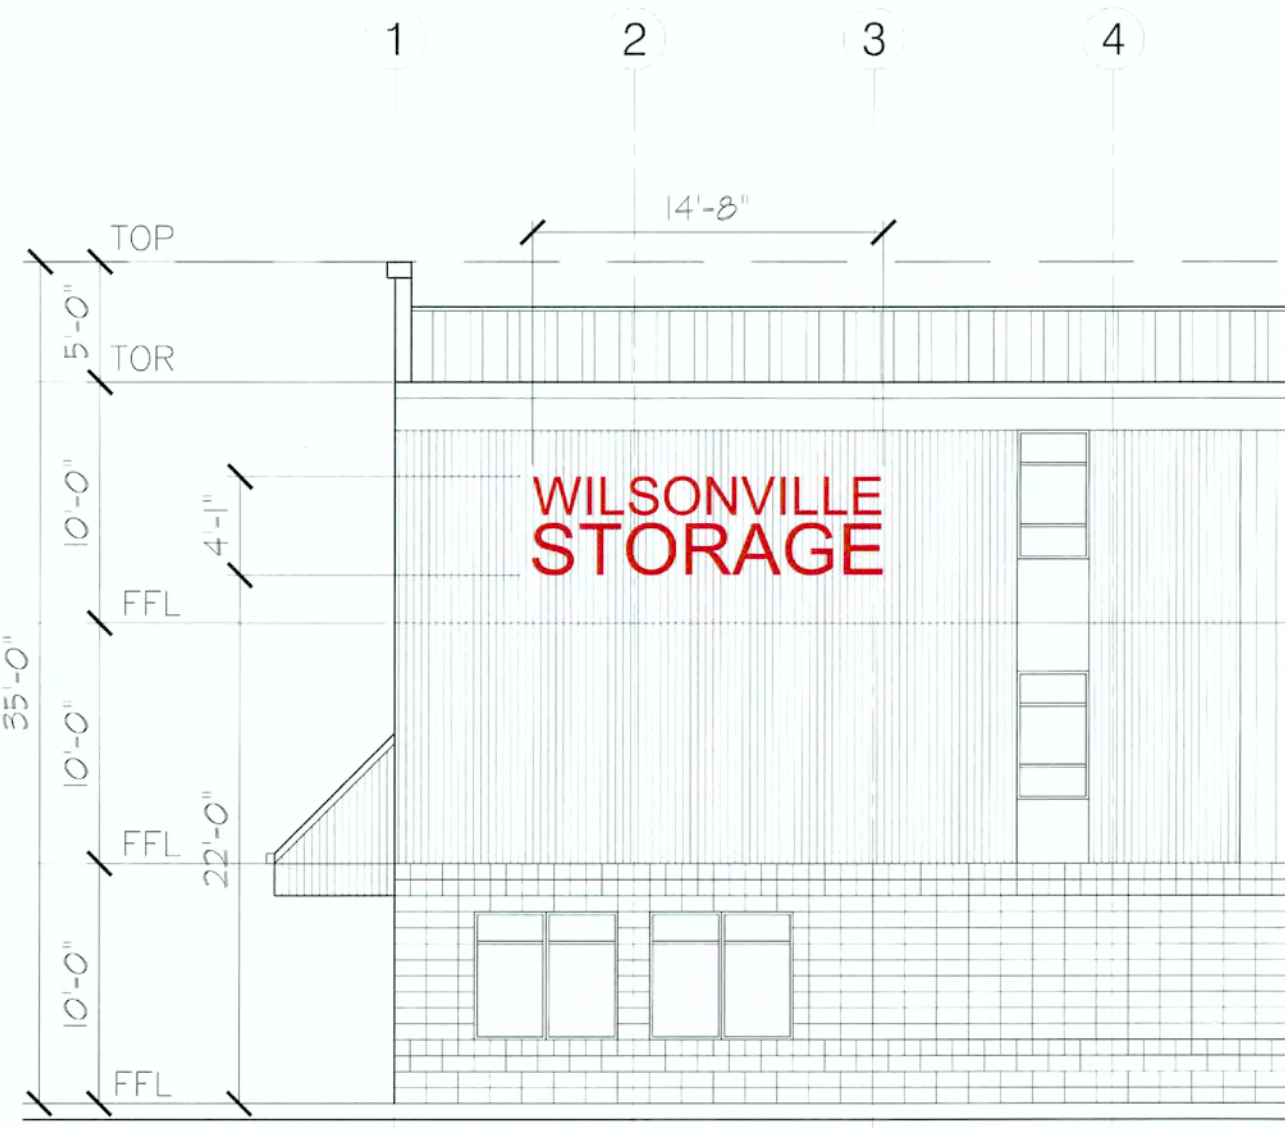 1 2 3 4
14'-8"
TOP
5'-0"
TOR
10'-0"
WILSONVILLE
STORAGE
4'-1"
FFL
35'-0"
10'-0"
22'-0"
FFL
10'-0"
FFL